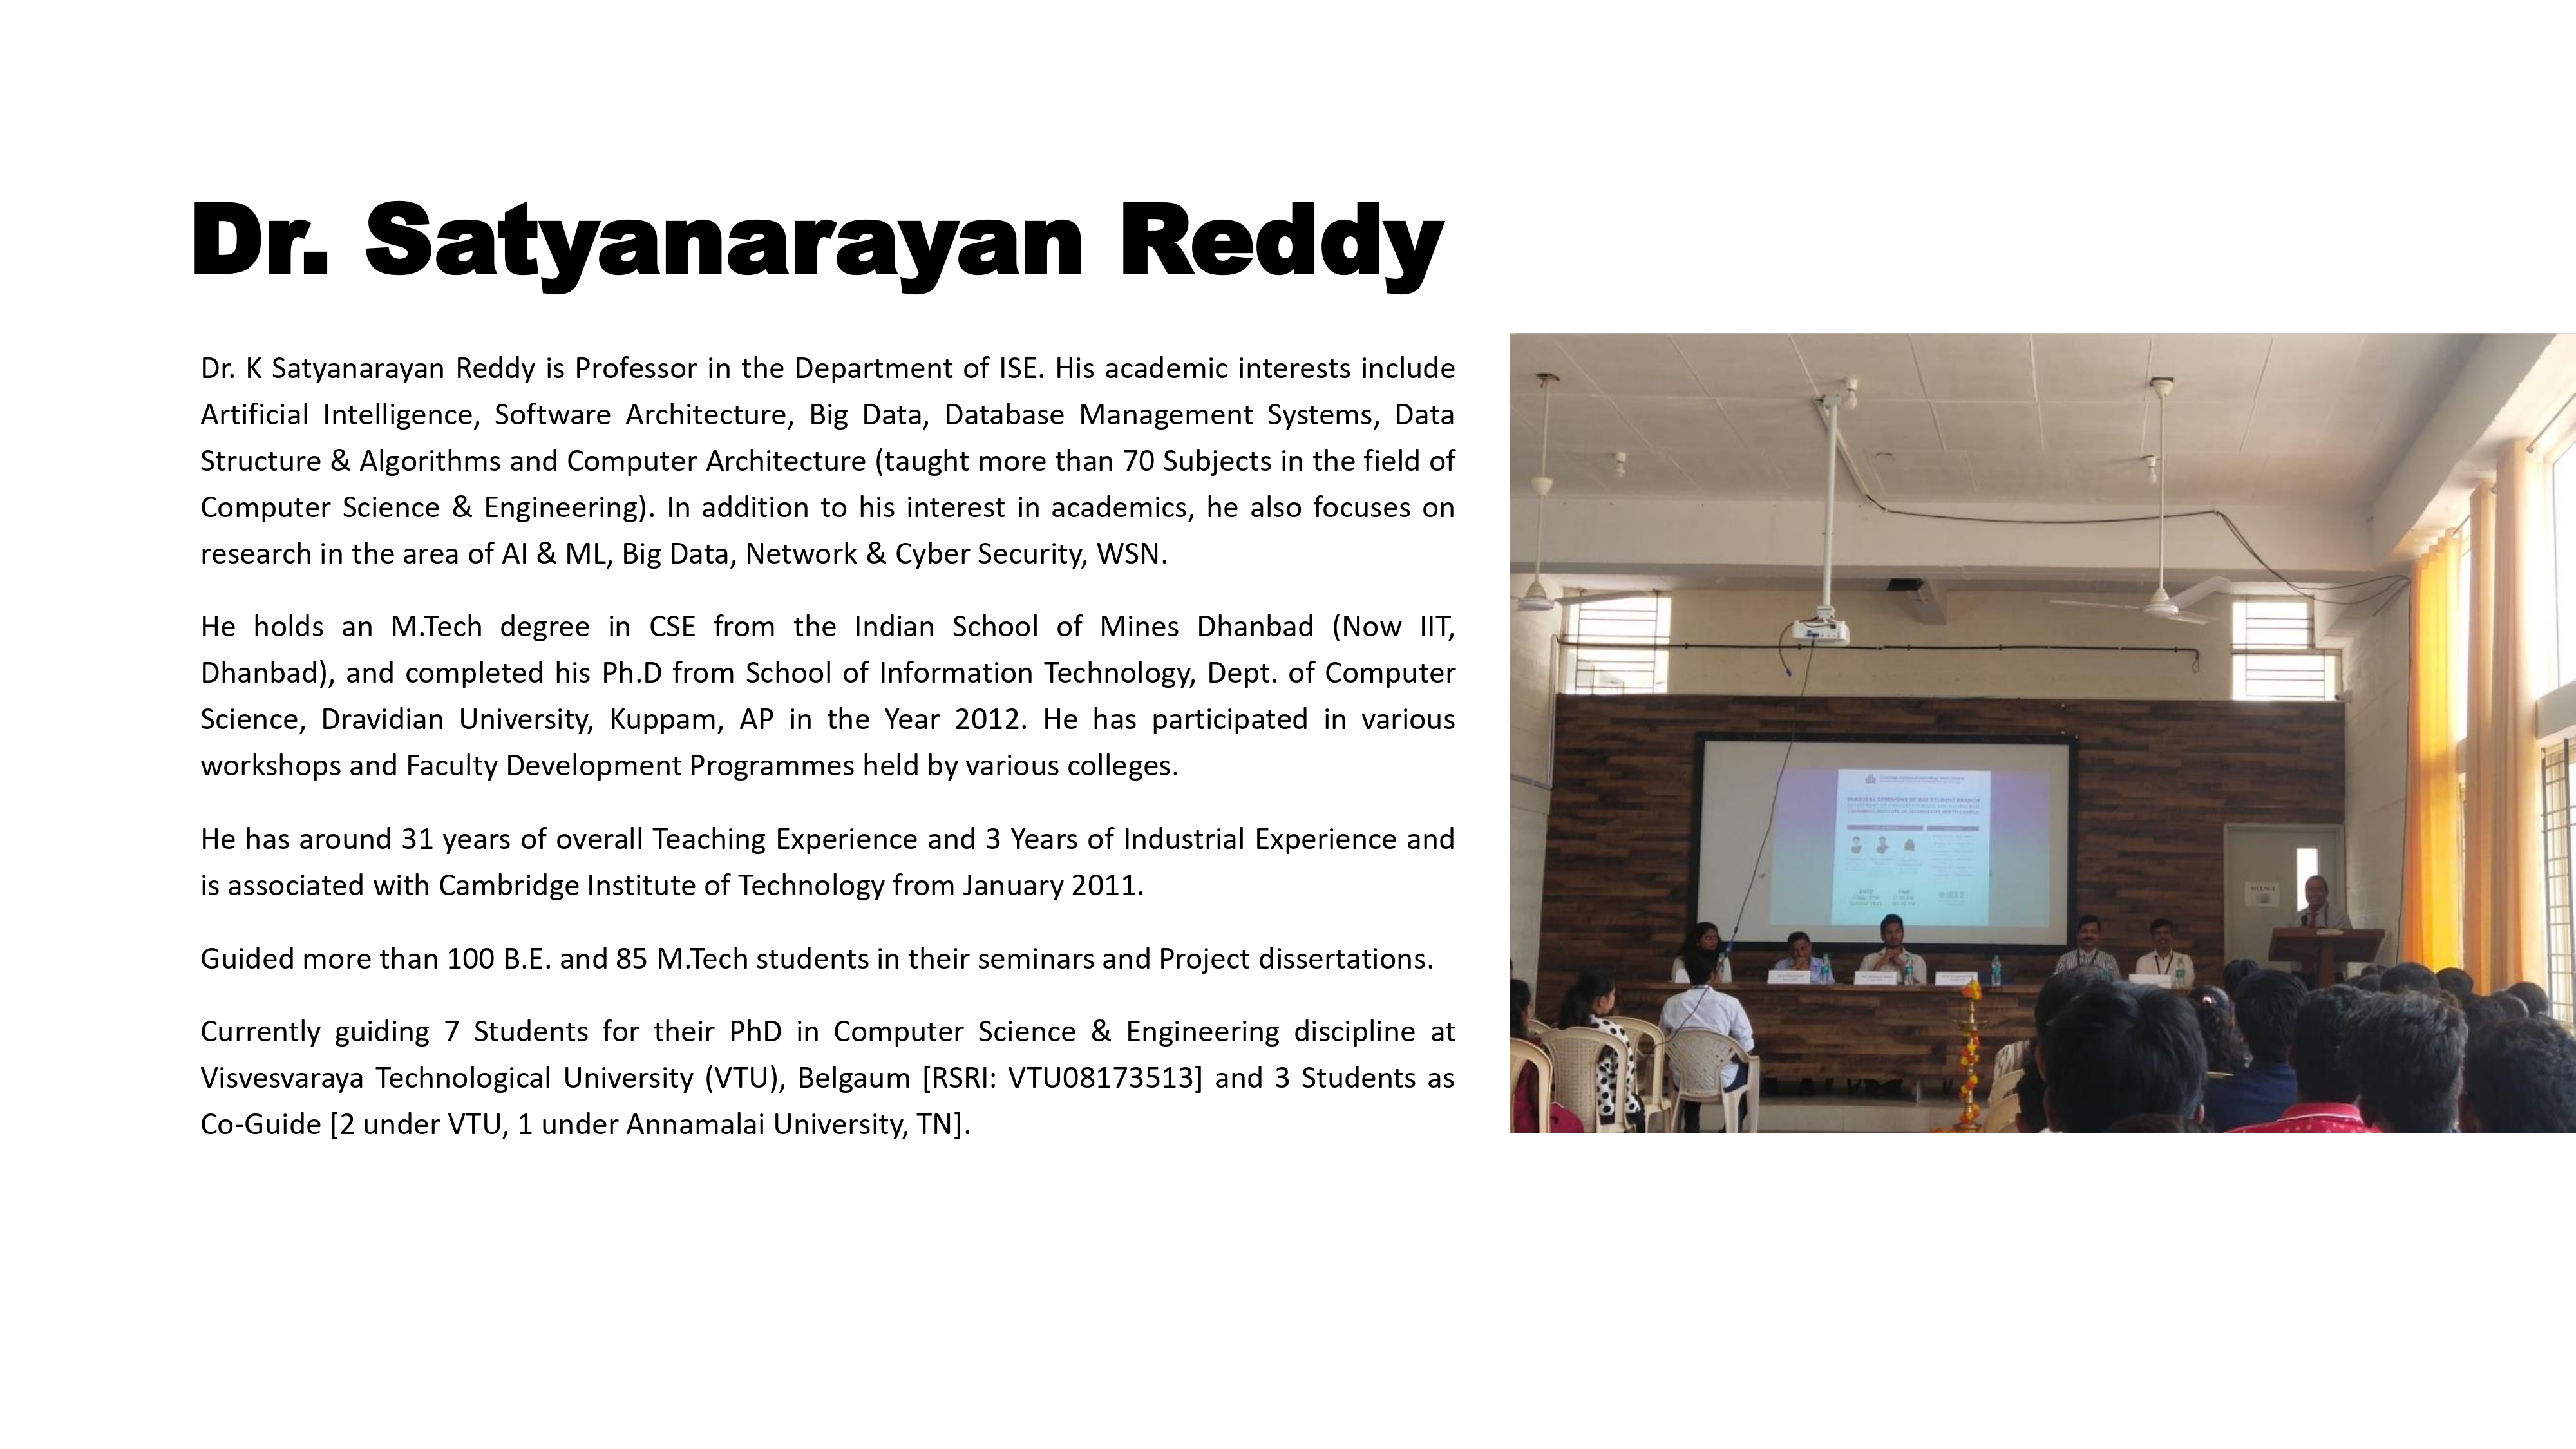 Dr. Satyanarayan Reddy
Dr. K Satyanarayan Reddy is Professor in the Department of ISE. His academic interests include
Artificial Intelligence, Software Architecture, Big Data, Database Management Systems, Data
Structure & Algorithms and Computer Architecture (taught more than 70 Subjects in the field of
Computer Science & Engineering). In addition to his interest in academics, he also focuses on
research in the area of AI & ML, Big Data, Network & Cyber Security, WSN.
He holds an M.Tech degree in CSE from the Indian School of Mines Dhanbad (Now IIT,
Dhanbad), and completed his Ph.D from School of Information Technology, Dept. of Computer
Science, Dravidian University, Kuppam, AP in the Year 2012. He has participated in various
workshops and Faculty Development Programmes held by various colleges.
He has around 31 years of overall Teaching Experience and 3 Years of Industrial Experience and
is associated with Cambridge Institute of Technology from January 2011.
Guided more than 100 B.E. and 85 M.Tech students in their seminars and Project dissertations.
Currently guiding 7 Students for their PhD in Computer Science & Engineering discipline at
Visvesvaraya Technological University (VTU), Belgaum [RSRI: VTU08173513] and 3 Students as
Co-Guide [2 under VTU, 1 under Annamalai University, TN].
INAUGURAL CEREMONY OF IEEE STUDENT BRANCH
DATE
TIME
IEEE
SILENCE